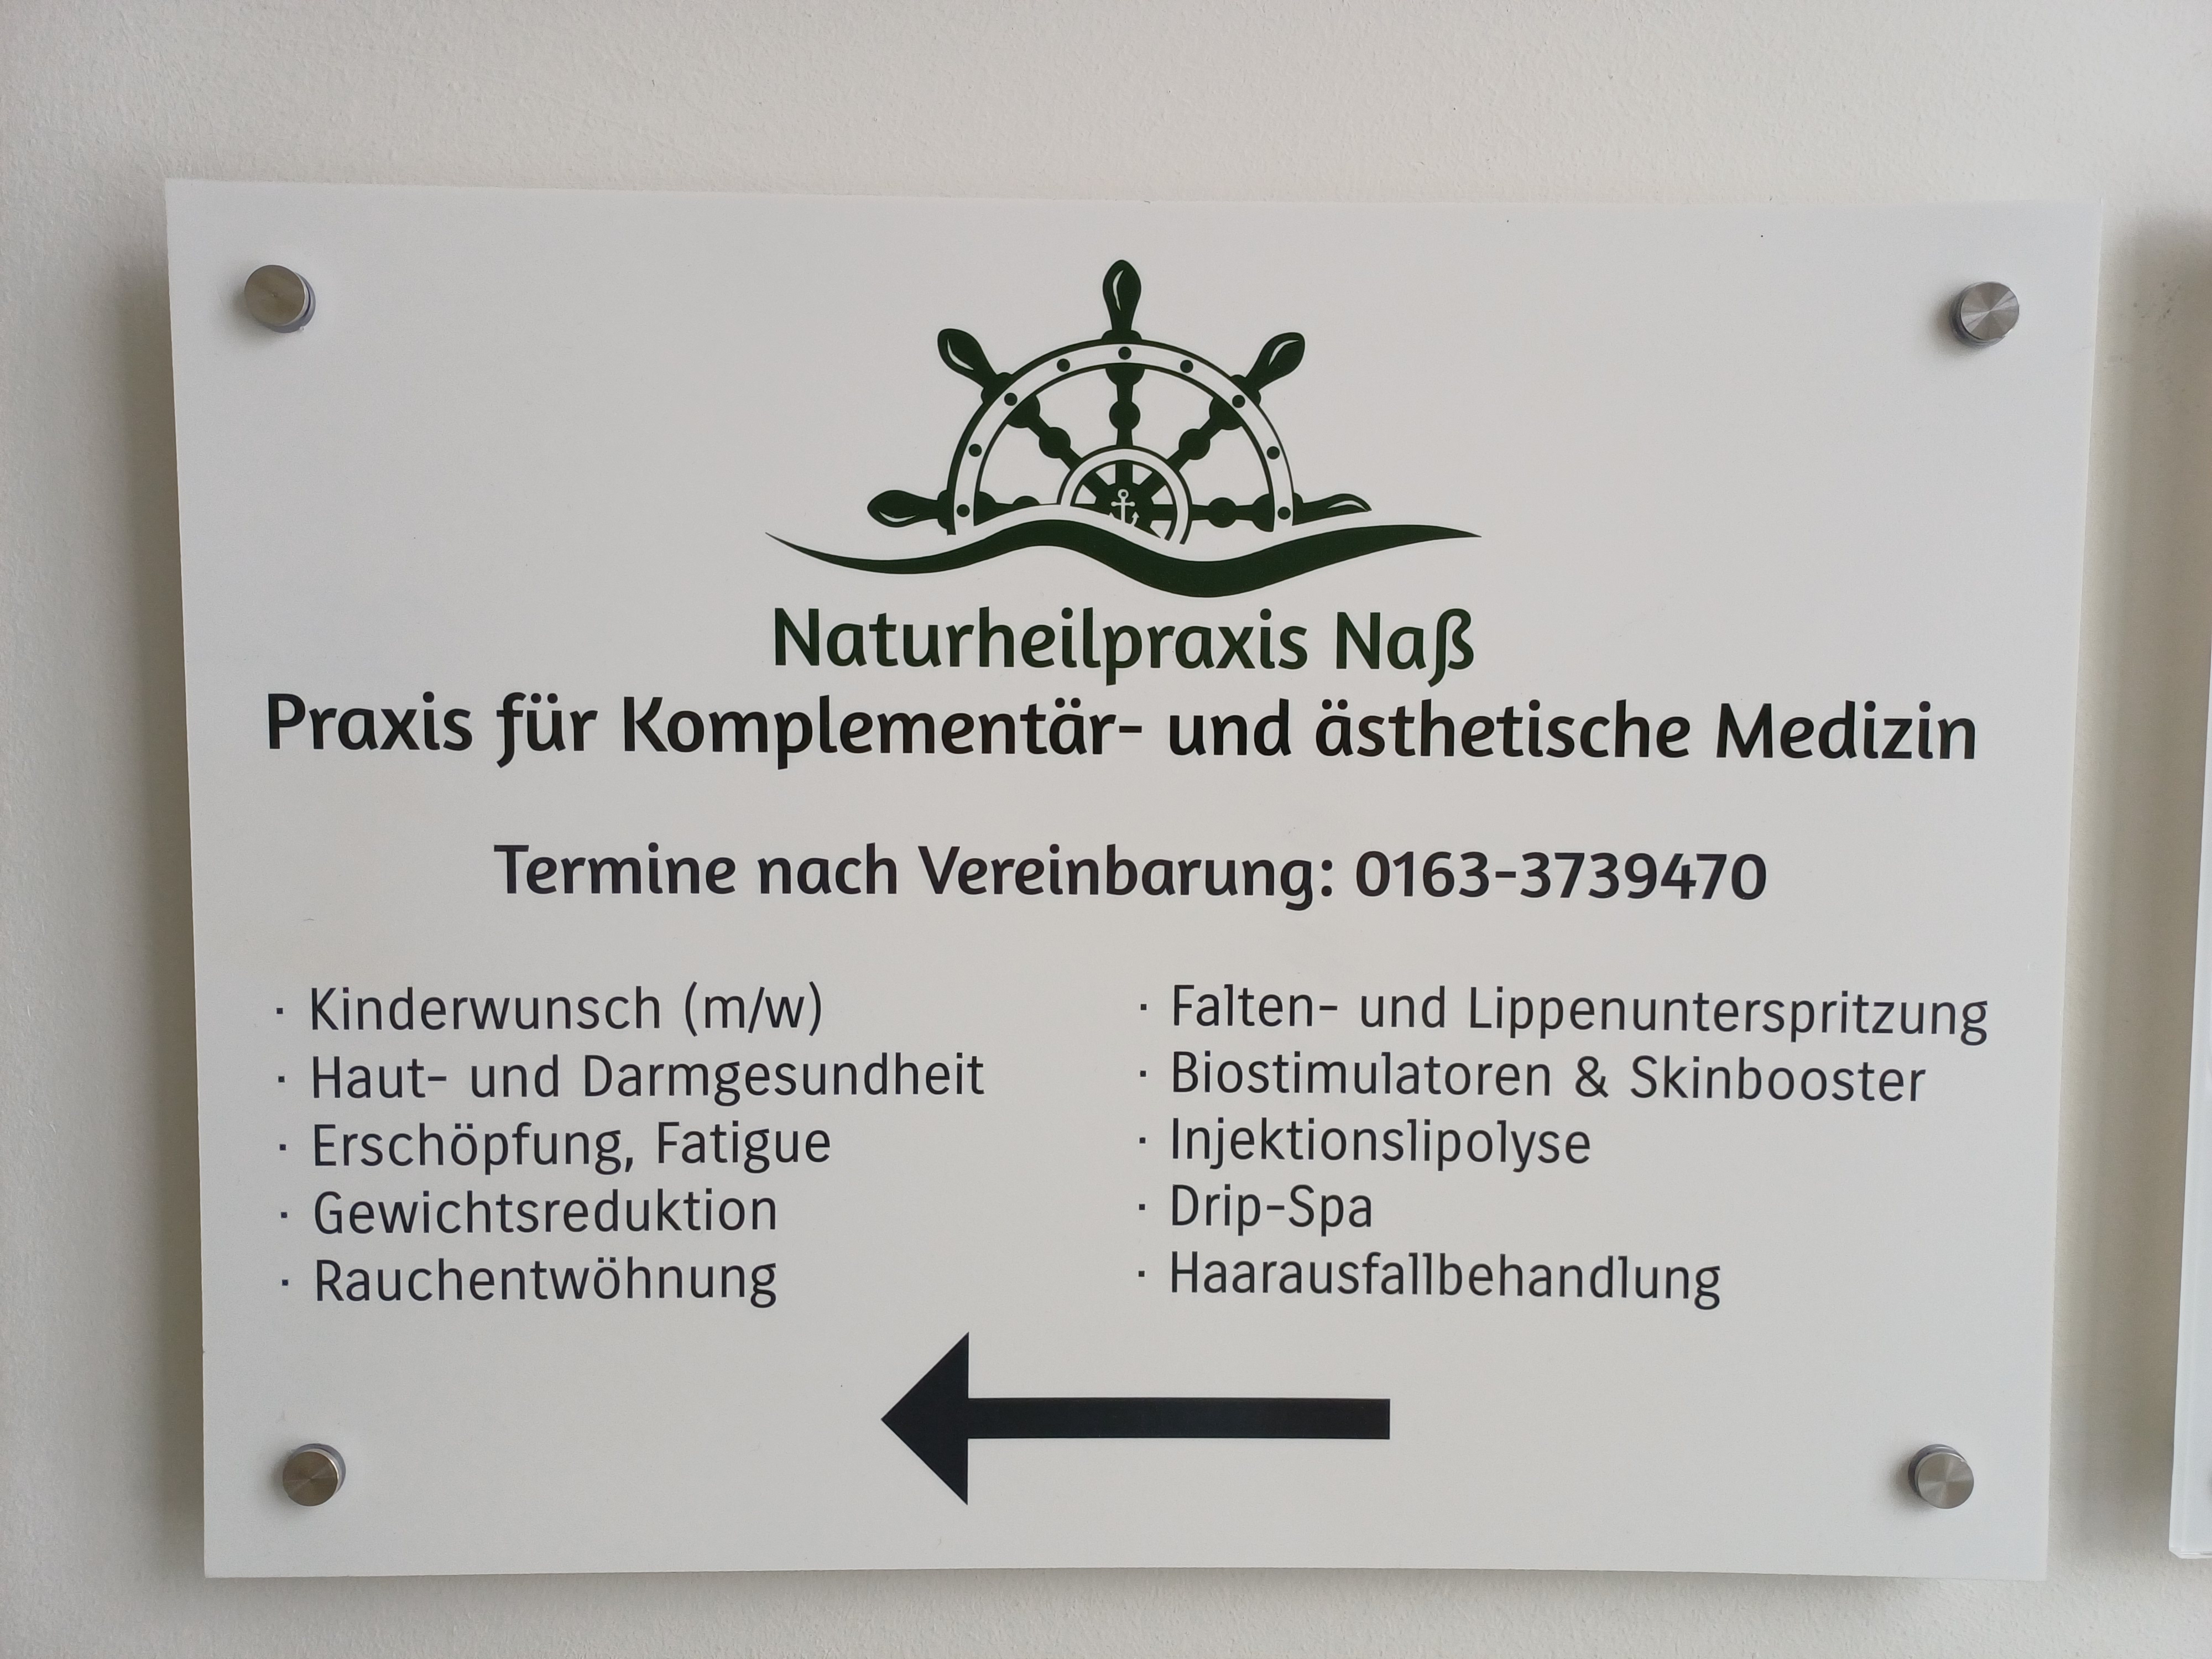 Naturheilpraxis Naß
Praxis für Komplementär- und ästhetische Medizin
Termine nach Vereinbarung: 0163-3739470
· Kinderwunsch (m/w)
· Haut- und Darmgesundheit
· Erschöpfung, Fatigue
· Gewichtsreduktion
· Rauchentwöhnung
· Falten- und Lippenunterspritzung
· Biostimulatoren & Skinbooster
· Injektionslipolyse
· Drip-Spa
· Haarausfallbehandlung